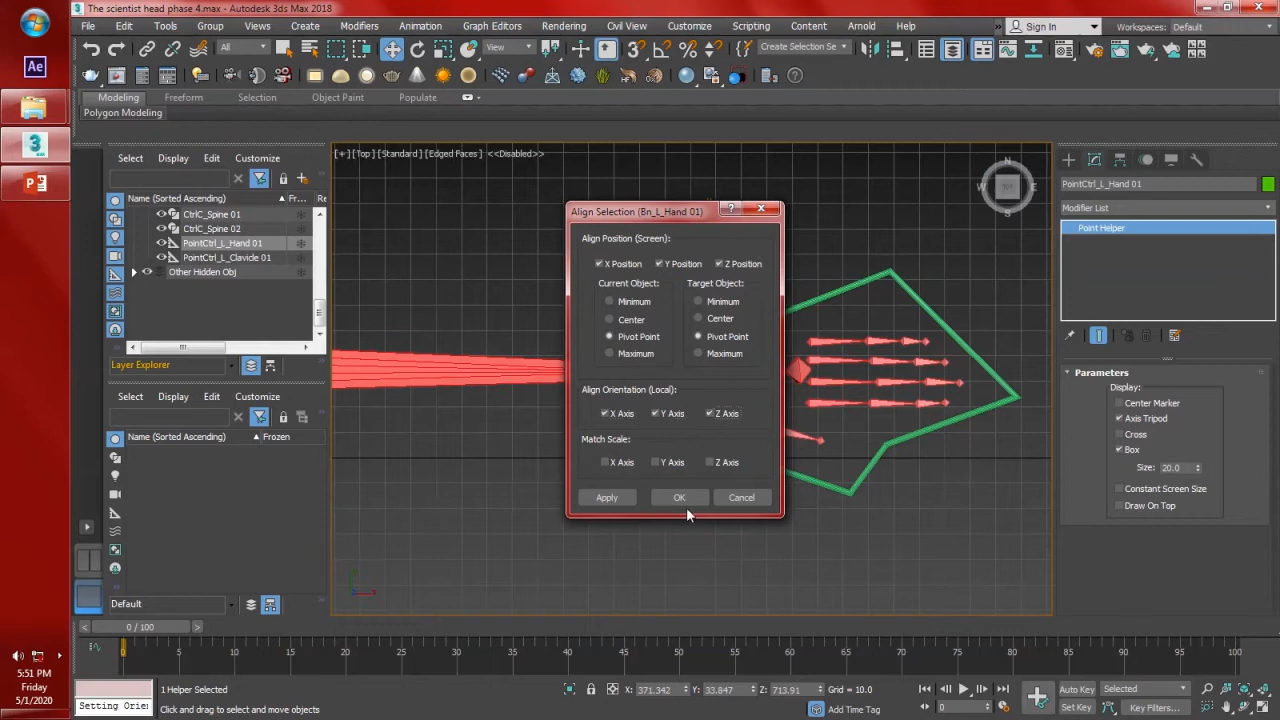 The scientist head phase 4.max - Autodesk 3ds Max 2018
File Edit Tools Group Views Create Modifiers Animation Graph Editors Rendering Civil View Customize Scripting Content Arnold Help » Sign In Workspaces: Default
All View Create Selection Se
Ae
Modeling Freeform Selection Object Paint Populate
Polygon Modeling
Select Display Edit Customize
Name (Sorted Ascending) ▲ Fr... Re
CtrlC_Spine 01
CtrlC_Spine 02
PointCtrl_L_Hand 01
PointCtrl_L_Clavide 01
Other Hidden Obj
Layer Explorer
Select Display Edit Customize
Name (Sorted Ascending) ▲ Frozen
Default
[+] [Top] [Standard] [Edged Faces] <<Disabled>>
N
W TOP E
S
Align Selection (Bn_L_Hand 01)
Align Position (Screen):
X Position Y Position Z Position
Current Object: Target Object:
Minimum Minimum
Center Center
Pivot Point Pivot Point
Maximum Maximum
Align Orientation (Local):
X Axis Y Axis Z Axis
Match Scale:
X Axis Y Axis Z Axis
Apply OK Cancel
PointCtrl_L_Hand 01
Modifier List
Point Helper
Parameters
Display:
Center Marker
Axis Tripod
Cross
Box
Size: 20.0
Constant Screen Size
Draw On Top
0 / 100
0 5 10 15 20 25 30 35 40 45 50 55 60 65 70 75 80 85 90 95 100
5:51 PM
Friday
5/1/2020
1 Helper Selected
X: 371.342 Y: 33.847 Z: 713.91 Grid = 10.0
Auto Key Selected
Setting Orie
Click and drag to select and move objects
Add Time Tag
0
Set Key Key Filters...